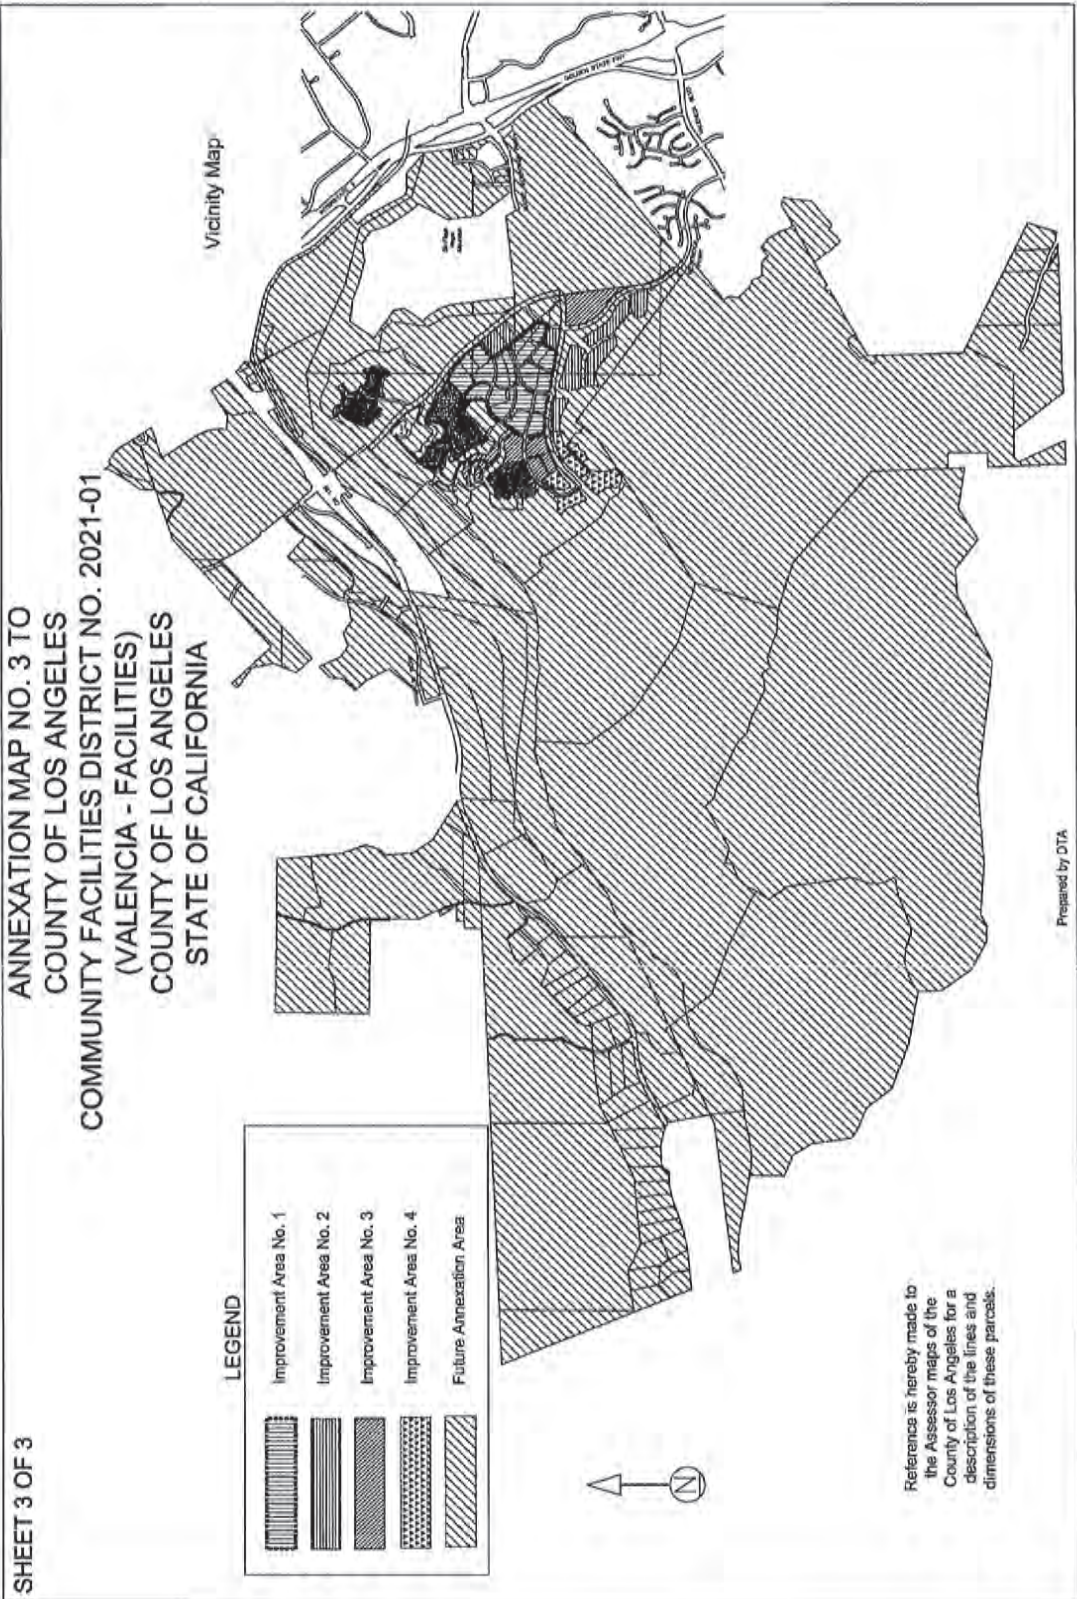 SHEET 3 OF 3
ANNEXATION MAP NO. 3 TO
COUNTY OF LOS ANGELES
COMMUNITY FACILITIES DISTRICT NO. 2021-01
(VALENCIA - FACILITIES)
COUNTY OF LOS ANGELES
STATE OF CALIFORNIA
Vicinity Map
LEGEND
Improvement Area No. 1
Improvement Area No. 2
Improvement Area No. 3
Improvement Area No. 4
Future Annexation Area
N
Reference is hereby made to
the Assessor maps of the
County of Los Angeles for a
description of the lines and
dimensions of these parcels.
Prepared by DTA